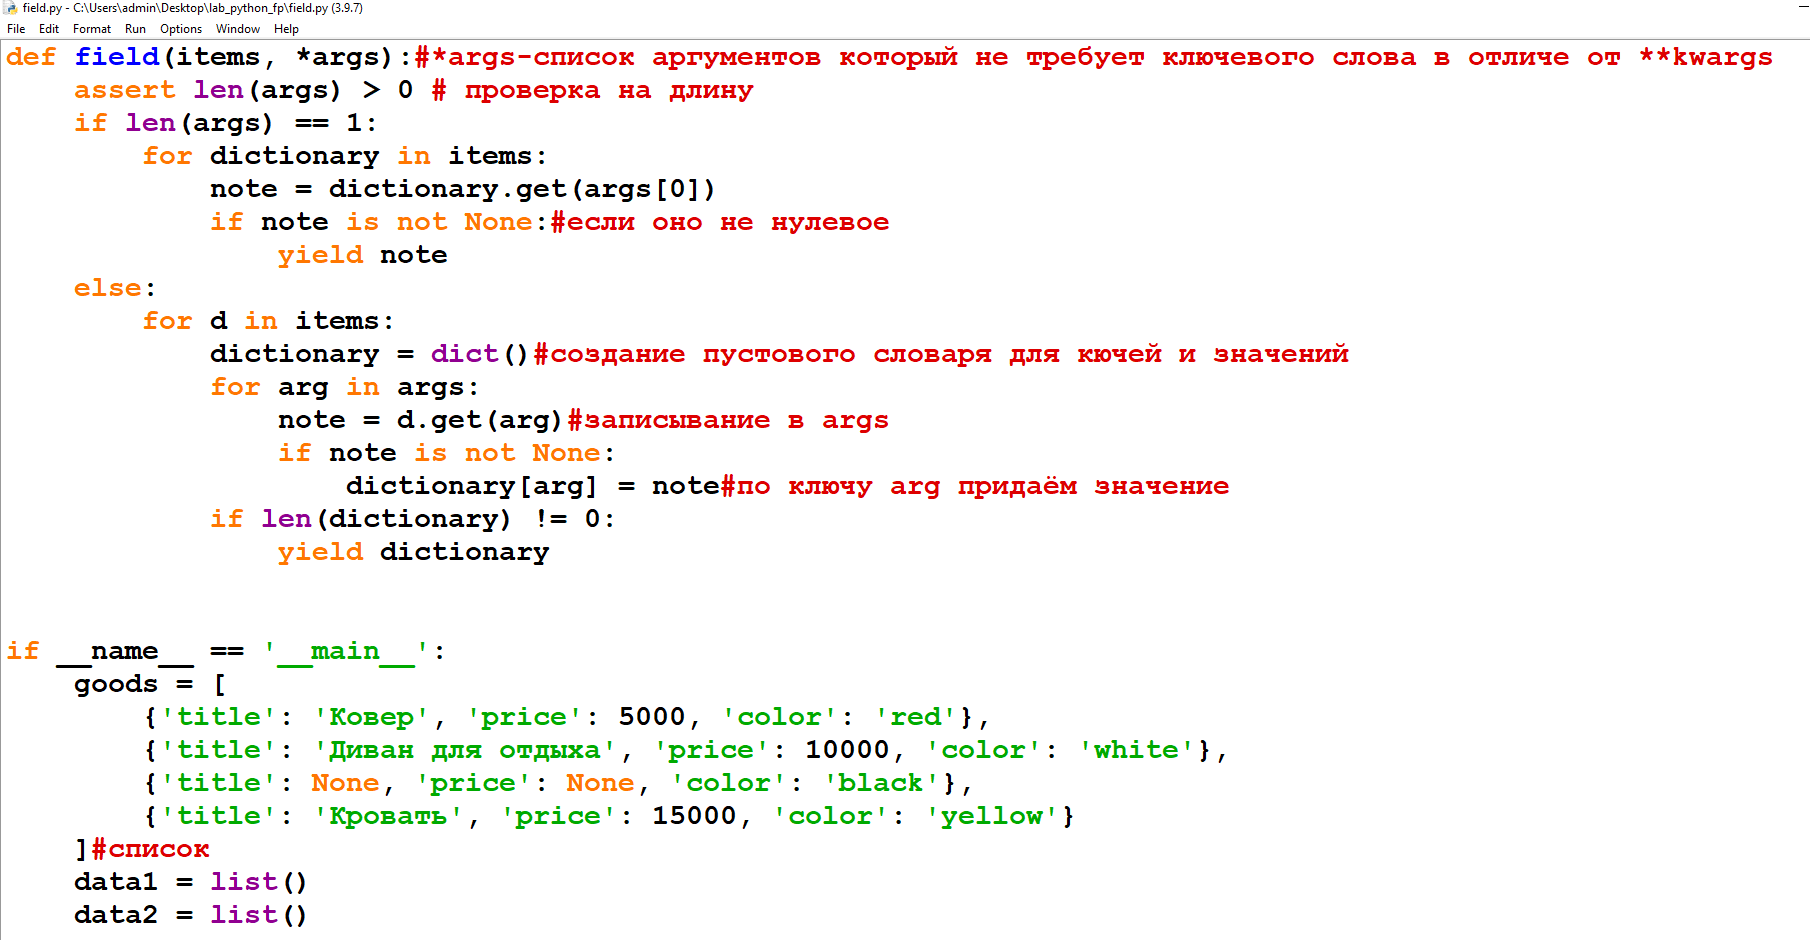 field.py - C:\Users\admin\Desktop\lab_python_fp\field.py (3.9.7)
File Edit Format Run Options Window Help
def field(items, *args):#*args-список аргументов который не требует ключевого слова в отличе от **kwargs
    assert len(args) > 0 # проверка на длину
    if len(args) == 1:
        for dictionary in items:
            note = dictionary.get(args[0])
            if note is not None:#если оно не нулевое
                yield note
    else:
        for d in items:
            dictionary = dict()#создание пустового словаря для кючей и значений
            for arg in args:
                note = d.get(arg)#записывание в args
                if note is not None:
                    dictionary[arg] = note#по ключу arg придаём значение
            if len(dictionary) != 0:
                yield dictionary
if __name__ == '__main__':
    goods = [
        {'title': 'Ковер', 'price': 5000, 'color': 'red'},
        {'title': 'Диван для отдыха', 'price': 10000, 'color': 'white'},
        {'title': None, 'price': None, 'color': 'black'},
        {'title': 'Кровать', 'price': 15000, 'color': 'yellow'}
    ]#список
    data1 = list()
    data2 = list()